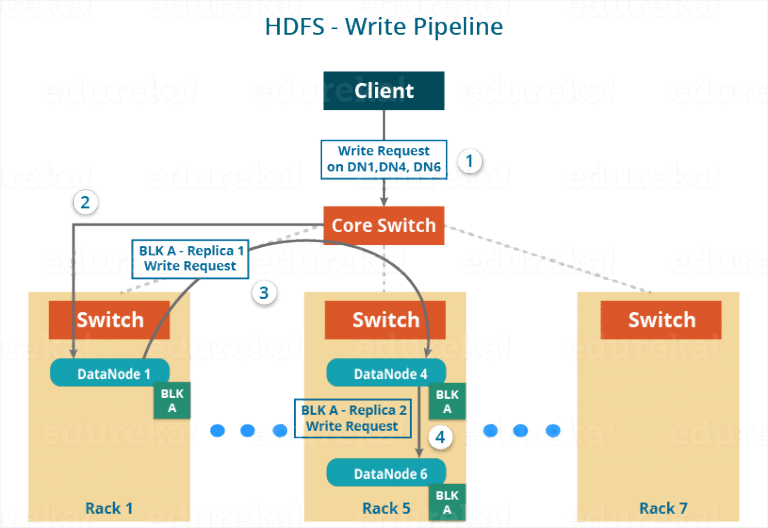 HDFS - Write Pipeline
Client
Write Request
on DN1,DN4, DN6
1
2
Core Switch
BLK A - Replica 1
Write Request
3
Switch
Switch
Switch
DataNode 1
DataNode 4
BLK
A
BLK
A
BLK A - Replica 2
Write Request
4
DataNode 6
BLK
A
Rack 1
Rack 5
Rack 7
edureka!